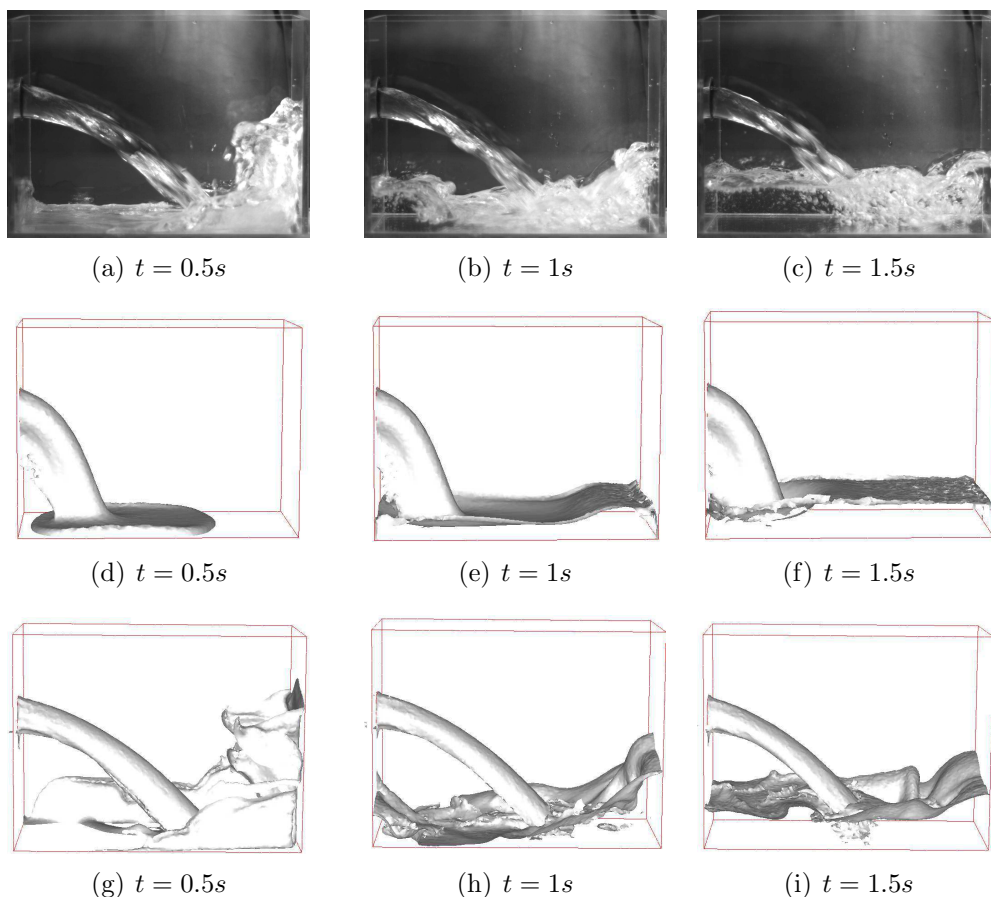 (a) t = 0.5s
(b) t = 1s
(c) t = 1.5s
(d) t = 0.5s
(e) t = 1s
(f) t = 1.5s
(g) t = 0.5s
(h) t = 1s
(i) t = 1.5s